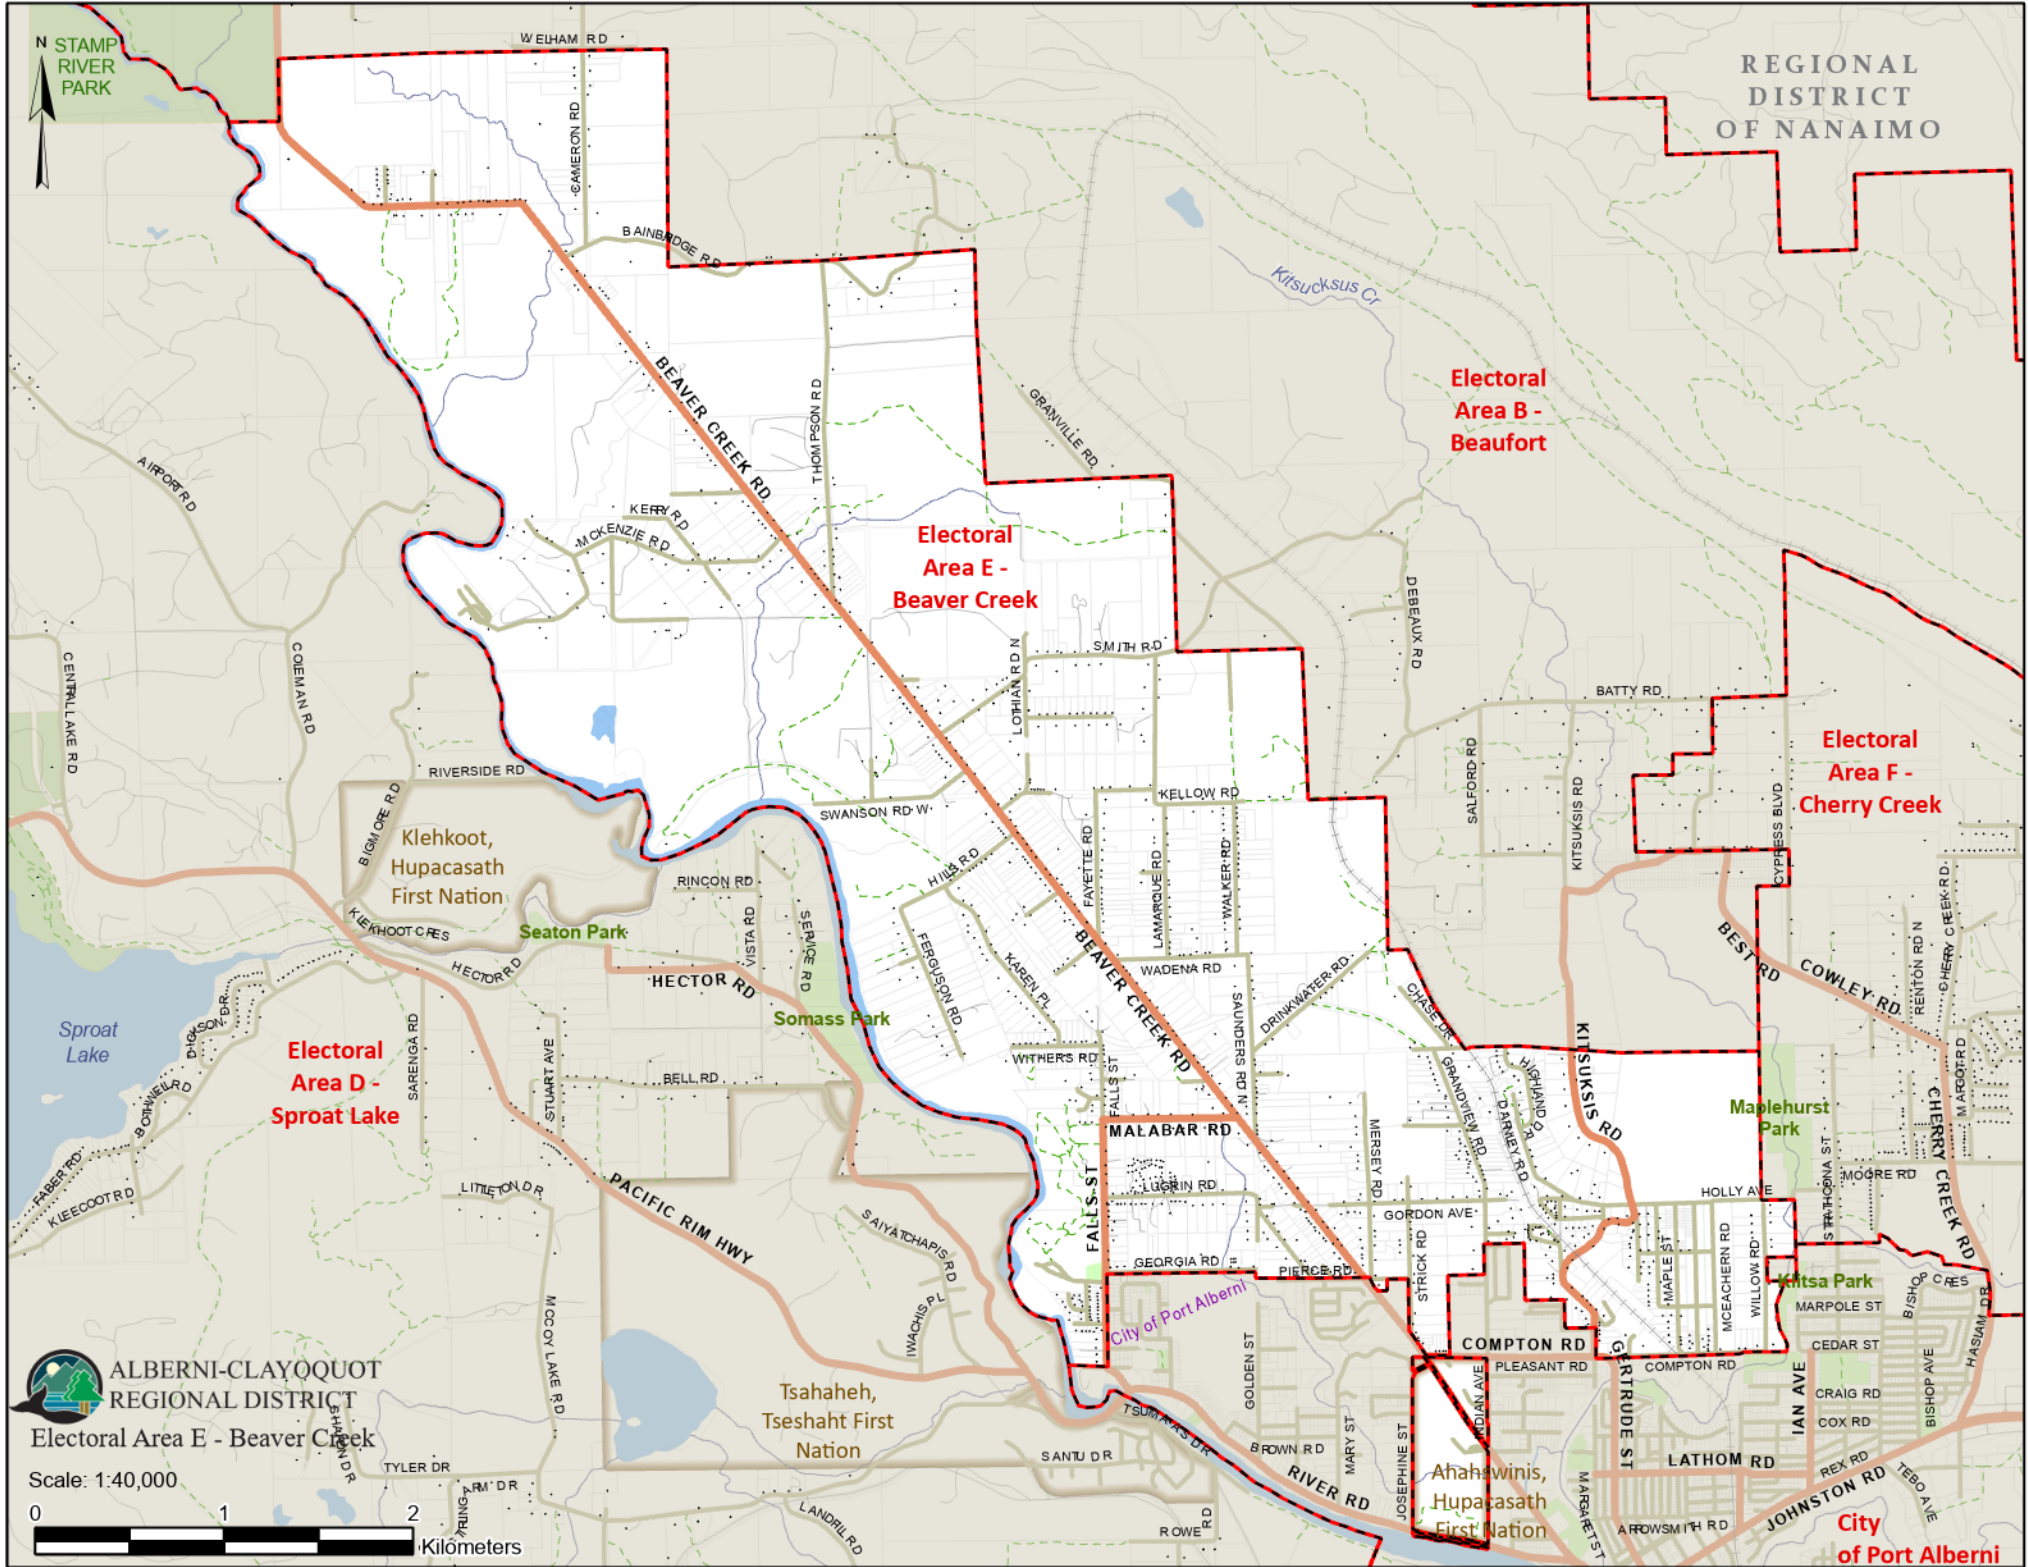 N
STAMP
RIVER
PARK
WELHAM RD
REGIONAL
DISTRICT
OF NANAIMO
CAMERON RD
BAINBRIDGE RD
Kitsucksus Cr
BEAVER CREEK RD
THOMPSON RD
GRANVILLE RD
Electoral
Area B -
Beaufort
AIRPORT RD
KERRY RD
MCKENZIE RD
Electoral
Area E -
Beaver Creek
DEBEAUX RD
CENTRAL LAKE RD
COLEMAN RD
LOTHIAN RD N
SMITH RD
BATTY RD
RIVERSIDE RD
BIGMORE RD
SWANSON RD W
KELLOW RD
SALFORD RD
KITSUKSIS RD
CYPRESS BLVD
Electoral
Area F -
Cherry Creek
Klehkoot,
Hupacasath
First Nation
KLEKHOOT CRES
RINCON RD
VISTA RD
SERVICE RD
Seaton Park
HECTOR RD
HECTOR RD
HILLS RD
FAYETTE RD
LAMARQUE RD
WALKER RD
FERGUSON RD
KAREN PL
BEAVER CREEK RD
WADENA RD
SAUNDERS RD N
DRINKWATER RD
CHASE DR
BEST RD
COWLEY RD
RENTON RD N
CHERRY CREEK RD
Somass Park
Sproat
Lake
DICKSON DR
BOTHWELL RD
FABER RD
KLEECOOT RD
Electoral
Area D -
Sproat Lake
SARENGA RD
STUART AVE
BELL RD
WITHERS RD
FALLS ST
MALABAR RD
FALLS ST
LUGRIN RD
MERSEY RD
GRANDVIEW RD
DARNLEY RD
HIGHLAND DR
KITSUKSIS RD
Maplehurst
Park
STRATHCONA ST
MOORE RD
CHERRY CREEK RD
MARGOT RD
LITTLETON DR
PACIFIC RIM HWY
SAIYATCHAPIS RD
IWACHIS PL
MCCOY LAKE RD
GEORGIA RD
PIERCE RD
GORDON AVE
STRICK RD
HOLLY AVE
MAPLE ST
MCEACHERN RD
WILLOW RD
Klitsa Park
MARPOLE ST
BISHOP CRES
HASLAM DR
City of Port Alberni
GOLDEN ST
COMPTON RD
PLEASANT RD
COMPTON RD
CEDAR ST
INDIAN AVE
GERTRUDE ST
IAN AVE
CRAIG RD
COX RD
BISHOP AVE
Tsahaheh,
Tseshaht First
Nation
TSUMA AS DR
SANTU DR
BROWN RD
MARY ST
RIVER RD
JOSEPHINE ST
Ahahswinis,
Hupacasath
First Nation
MARGARET ST
LATHOM RD
REX RD
JOHNSTON RD
TEBO AVE
ARROWSMITH RD
City
of Port Alberni
ROWE RD
LANDFILL RD
TYLER DR
ALBERNI-CLAYOQUOT
REGIONAL DISTRICT
Electoral Area E - Beaver Creek
Scale: 1:40,000
0 1 2
Kilometers